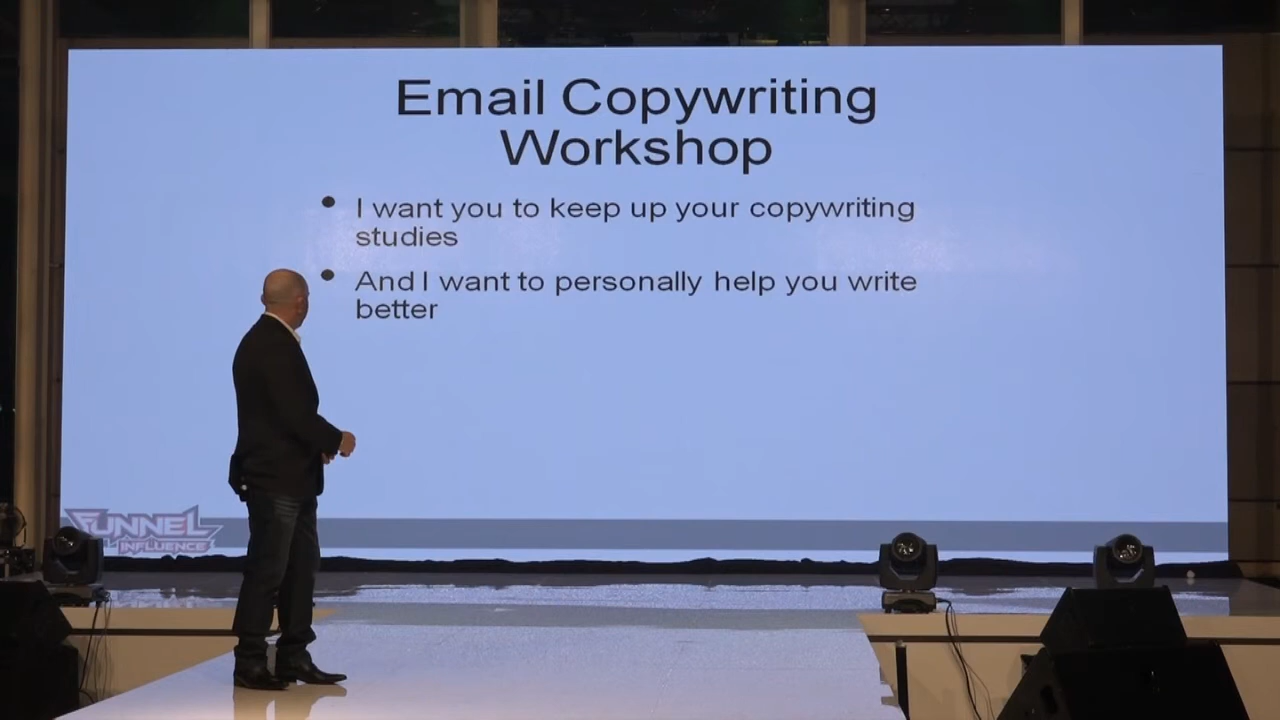 Email Copywriting
Workshop
• I want you to keep up your copywriting
studies
• And I want to personally help you write
better
FUNNEL
INFLUENCE